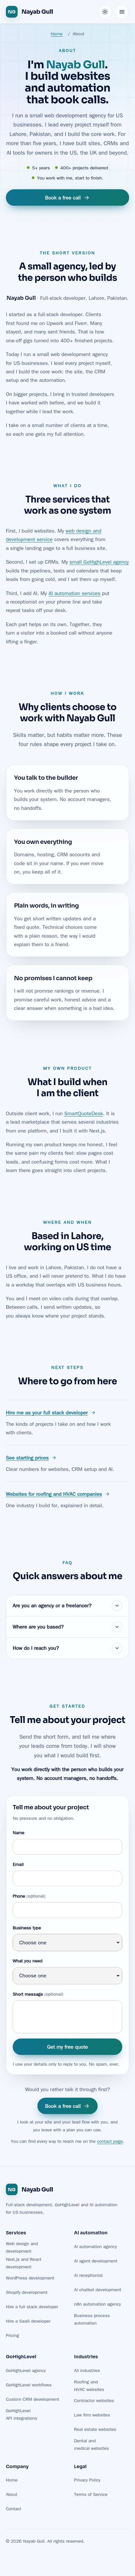 NG Nayab Gull
Home / About
ABOUT
I'm Nayab Gull.
I build websites
and automation
that book calls.
I run a small web development agency for US
businesses. I lead every project myself from
Lahore, Pakistan, and I build the core work. For
more than five years, I have built sites, CRMs and
AI tools for owners in the US, the UK and beyond.
5+ years
400+ projects delivered
You work with me, start to finish.
Book a free call →
THE SHORT VERSION
A small agency, led by
the person who builds
Nayab Gull · Full-stack developer, Lahore, Pakistan.
I started as a full-stack developer. Clients
first found me on Upwork and Fiverr. Many
stayed, and many sent friends. That is how
one-off gigs turned into 400+ finished projects.
Today I run a small web development agency
for US businesses. I lead every project myself,
and I build the core work: the site, the CRM
setup and the automation.
On bigger projects, I bring in trusted developers
I have worked with before, and we build it
together while I lead the work.
I take on a small number of clients at a time,
so each one gets my full attention.
WHAT I DO
Three services that
work as one system
First, I build websites. My web design and
development service covers everything from
a single landing page to a full store.
Second, I set up CRMs. My small GoHighLevel agency
builds the pipelines, texts and calendars that keep
leads from going cold, and I set them up myself.
Third, I add AI. My AI automation services put
a receptionist on your phone line and take
repeat tasks off your desk.
Each part helps on its own. Together, they
turn a visitor into a booked call without anyone
lifting a finger.
HOW I WORK
Why clients choose to
work with Nayab Gull
Skills matter, but habits matter more. These
four rules shape every project I take on.
You talk to the builder
You work directly with the person who
builds your system. No account managers,
no handoffs.
You own everything
Domains, hosting, CRM accounts and
code sit in your name. If you ever move
on, you keep all of it.
Plain words, in writing
You get short written updates and a
fixed quote. Technical choices come
with a plain reason, the way I would
explain them to a friend.
No promises I cannot keep
I will not promise rankings or revenue. I
promise careful work, honest advice and a
clear answer when something is a bad idea.
MY OWN PRODUCT
What I build when
I am the client
Outside client work, I run SmartQuoteDesk. It is
a lead marketplace that serves several industries
from one platform, and I built it with Next.js.
Running my own product keeps me honest. I feel
the same pain my clients feel: slow pages cost
leads, and confusing forms cost more. What I
learn there goes straight into client projects.
WHERE AND WHEN
Based in Lahore,
working on US time
I live and work in Lahore, Pakistan. I do not have a
US office, and I will never pretend to. What I do have
is a workday that overlaps with US business hours.
You and I meet on video calls during that overlap.
Between calls, I send written updates, so
you always know where your project stands.
NEXT STEPS
Where to go from here
Hire me as your full stack developer →
The kinds of projects I take on and how I work
with clients.
See starting prices →
Clear numbers for websites, CRM setup and AI.
Websites for roofing and HVAC companies →
One industry I build for, explained in detail.
FAQ
Quick answers about me
Are you an agency or a freelancer?
Where are you based?
How do I reach you?
GET STARTED
Tell me about your project
Send the short form, and tell me where
your leads come from today. I will show
you what I would build first.
You work directly with the person who builds your
system. No account managers, no handoffs.
Tell me about your project
No pressure and no obligation.
Name
Email
Phone (optional)
Business type
Choose one
What you need
Choose one
Short message (optional)
Get my free quote
I use your details only to reply to you. No spam, ever.
Would you rather talk it through first?
Book a free call →
I look at your site and your lead flow with you, and
you leave with a plan you can use.
You can find every way to reach me on the contact page.
NG Nayab Gull
Full-stack development, GoHighLevel and AI automation
for US businesses.
Services
Web design and
development
Next.js and React
Development
WordPress development
Shopify development
Hire a full stack developer
Hire a SaaS developer
Pricing
AI automation
AI automation agency
AI agent development
AI receptionist
AI chatbot development
n8n automation agency
Business process
automation
GoHighLevel
GoHighLevel agency
GoHighLevel workflows
Custom CRM development
GoHighLevel
API integrations
Industries
All industries
Roofing and
HVAC websites
Contractor websites
Law firm websites
Real estate websites
Dental and
medical websites
Company
Home
About
Contact
Legal
Privacy Policy
Terms of Service
© 2026 Nayab Gull. All rights reserved.